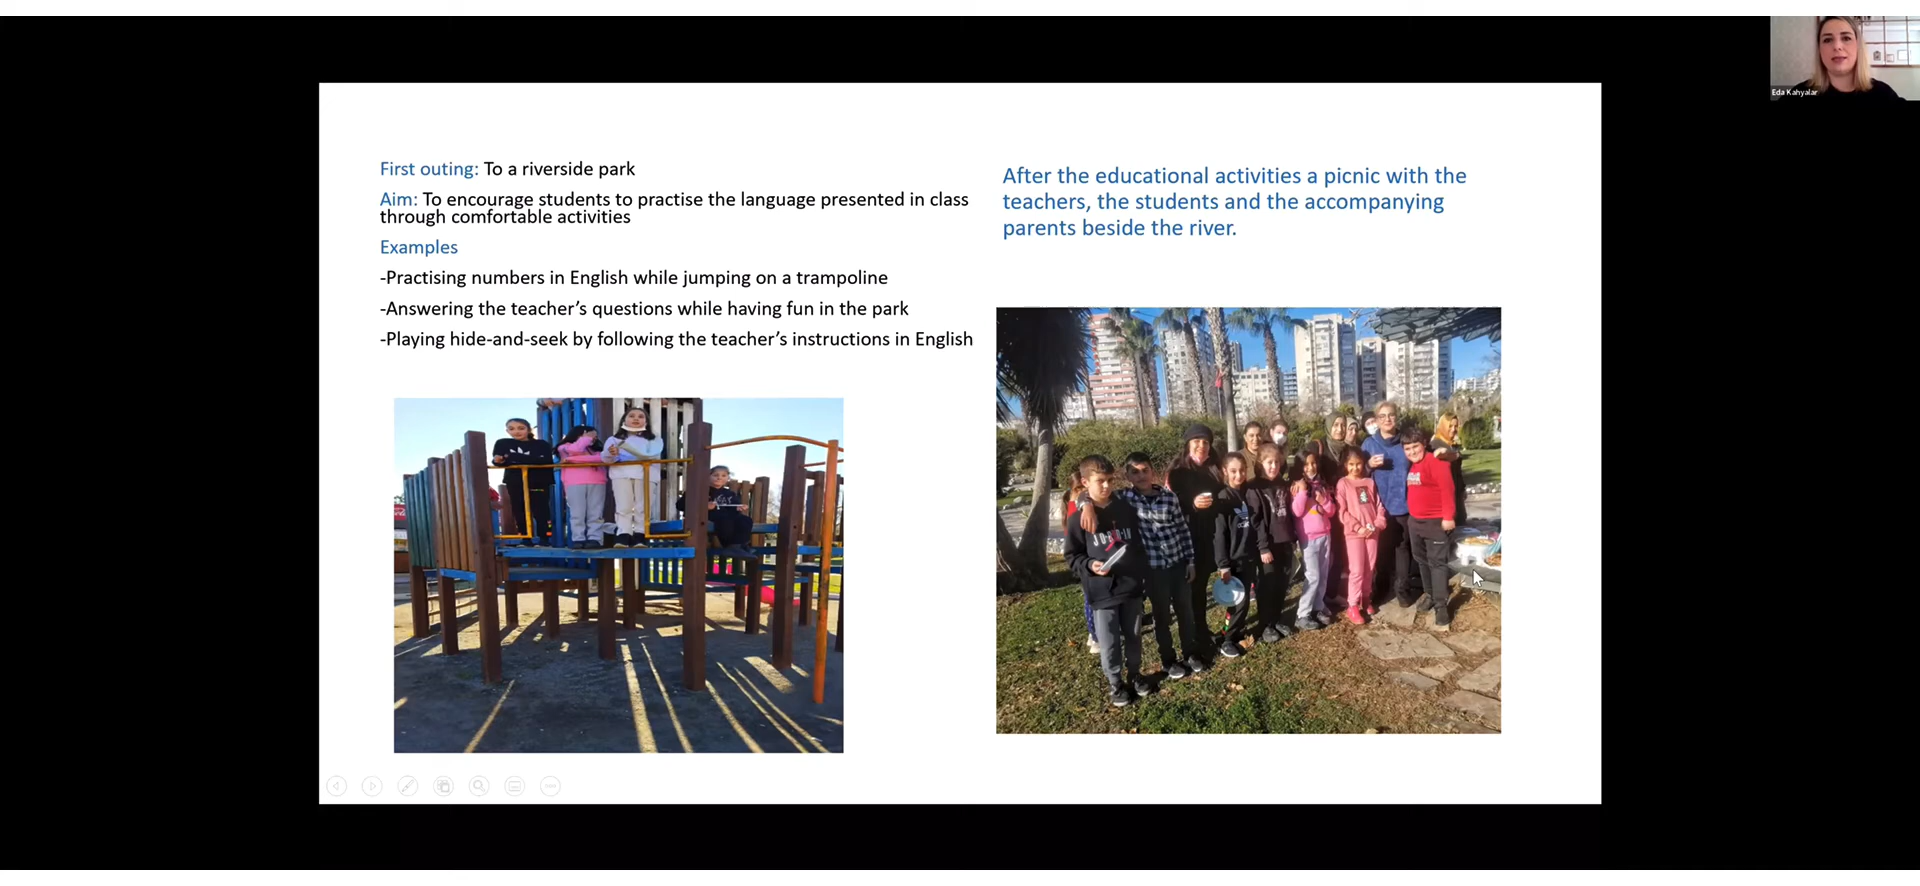 First outing: To a riverside park
Aim: To encourage students to practise the language presented in class
through comfortable activities
Examples
-Practising numbers in English while jumping on a trampoline
-Answering the teacher’s questions while having fun in the park
-Playing hide-and-seek by following the teacher’s instructions in English
After the educational activities a picnic with the
teachers, the students and the accompanying
parents beside the river.
Eda Kahyalar